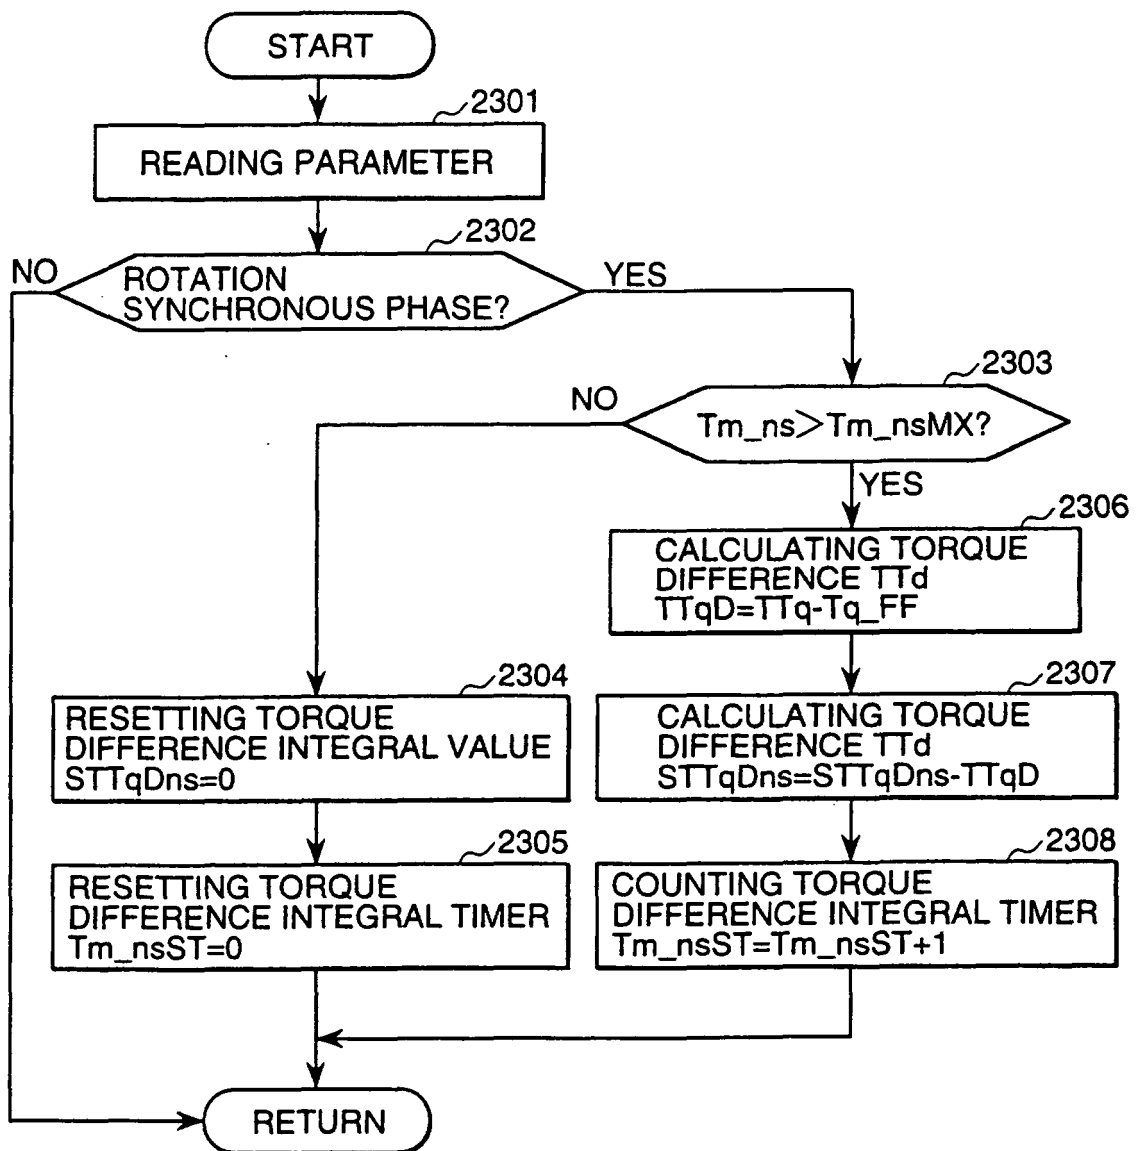 START
2301
READING PARAMETER
2302
NO
ROTATION
SYNCHRONOUS PHASE?
YES
2303
NO
Tm_ns>Tm_nsMX?
YES
2306
CALCULATING TORQUE
DIFFERENCE TTd
TTqD=TTq-Tq_FF
2304
RESETTING TORQUE
DIFFERENCE INTEGRAL VALUE
STTqDns=0
2307
CALCULATING TORQUE
DIFFERENCE TTd
STTqDns=STTqDns-TTqD
2305
RESETTING TORQUE
DIFFERENCE INTEGRAL TIMER
Tm_nsST=0
2308
COUNTING TORQUE
DIFFERENCE INTEGRAL TIMER
Tm_nsST=Tm_nsST+1
RETURN